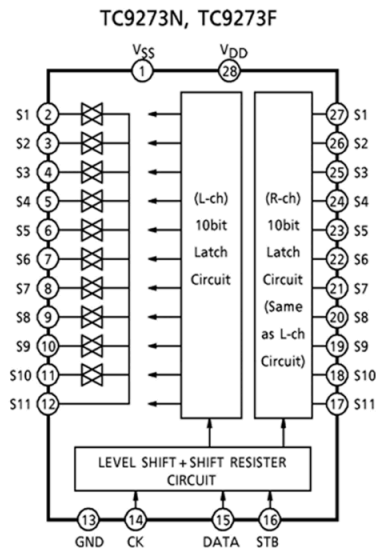 TC9273N, TC9273F
VSS VDD
1 28
S1 2 27 S1
S2 3 26 S2
S3 4 25 S3
S4 5 24 S4
S5 6 23 S5
S6 7 22 S6
S7 8 21 S7
S8 9 20 S8
S9 10 19 S9
S10 11 18 S10
S11 12 17 S11
(L-ch)
10bit
Latch
Circuit
(R-ch)
10bit
Latch
Circuit
(Same
as L-ch
Circuit)
LEVEL SHIFT + SHIFT RESISTER
CIRCUIT
13 14 15 16
GND CK DATA STB